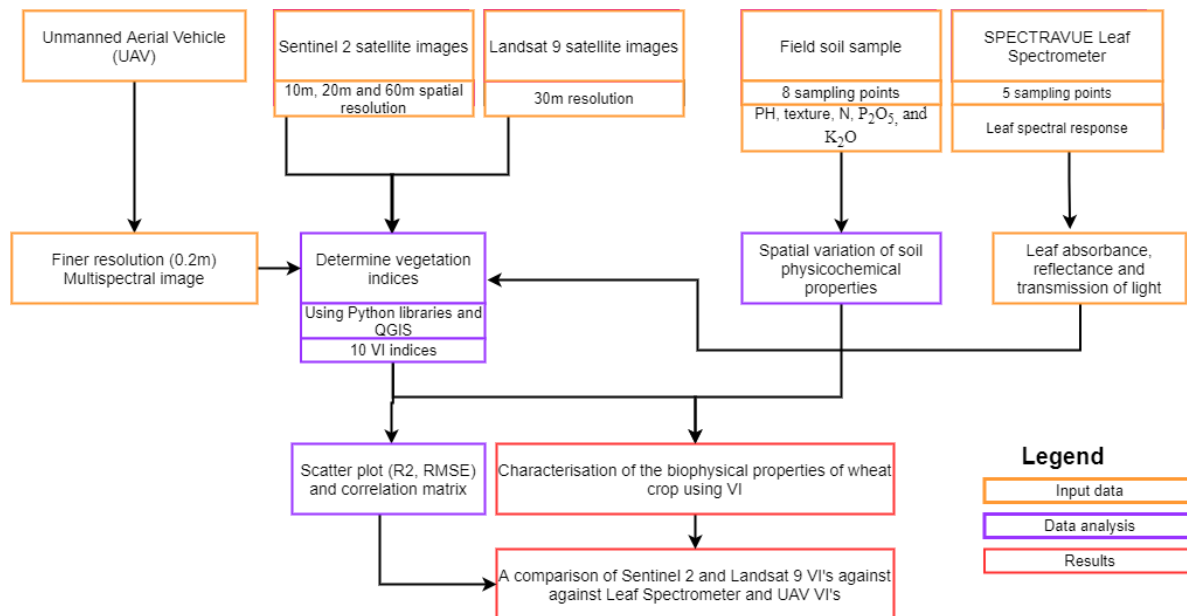 Unmanned Aerial Vehicle
(UAV)
Sentinel 2 satellite images
10m, 20m and 60m spatial
resolution
Landsat 9 satellite images
30m resolution
Field soil sample
8 sampling points
PH, texture, N, P2O5, and
K2O
SPECTRAVUE Leaf
Spectrometer
5 sampling points
Leaf spectral response
Finer resolution (0.2m)
Multispectral image
Determine vegetation
indices
Using Python libraries and
QGIS
10 VI indices
Spatial variation of soil
physicochemical
properties
Leaf absorbance,
reflectance and
transmission of light
Scatter plot (R2, RMSE)
and correlation matrix
Characterisation of the biophysical properties of wheat
crop using VI
A comparison of Sentinel 2 and Landsat 9 VI's against
against Leaf Spectrometer and UAV VI's
Legend
Input data
Data analysis
Results